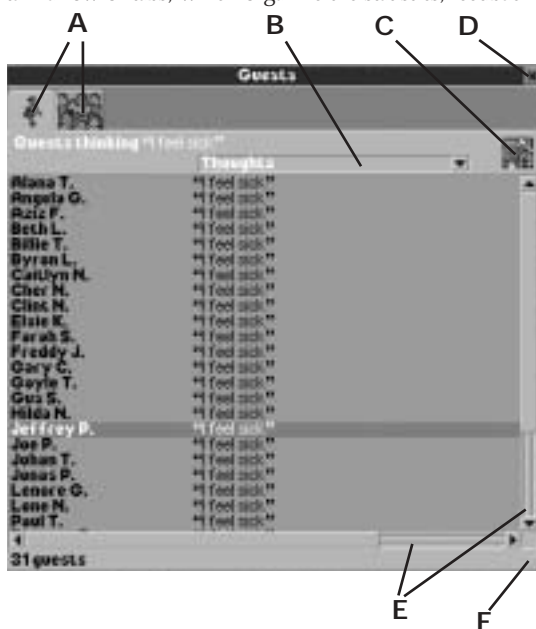 A B C D
Guests
Guests thinking "I feel sick"
Thoughts
Alana T. "I feel sick"
Angela G. "I feel sick"
Aziz F. "I feel sick"
Beth L. "I feel sick"
Billie T. "I feel sick"
Byron L. "I feel sick"
Caitlyn N. "I feel sick"
Cher N. "I feel sick"
Clint N. "I feel sick"
Elsie K. "I feel sick"
Farah S. "I feel sick"
Freddy J. "I feel sick"
Gary C. "I feel sick"
Gayle T. "I feel sick"
Gus S. "I feel sick"
Hilda N. "I feel sick"
Jeffrey P. "I feel sick"
Joe P. "I feel sick"
Johan T. "I feel sick"
Jonas P. "I feel sick"
Lenore G. "I feel sick"
Lone N. "I feel sick"
Paul T. "I feel sick"
31 guests
E F